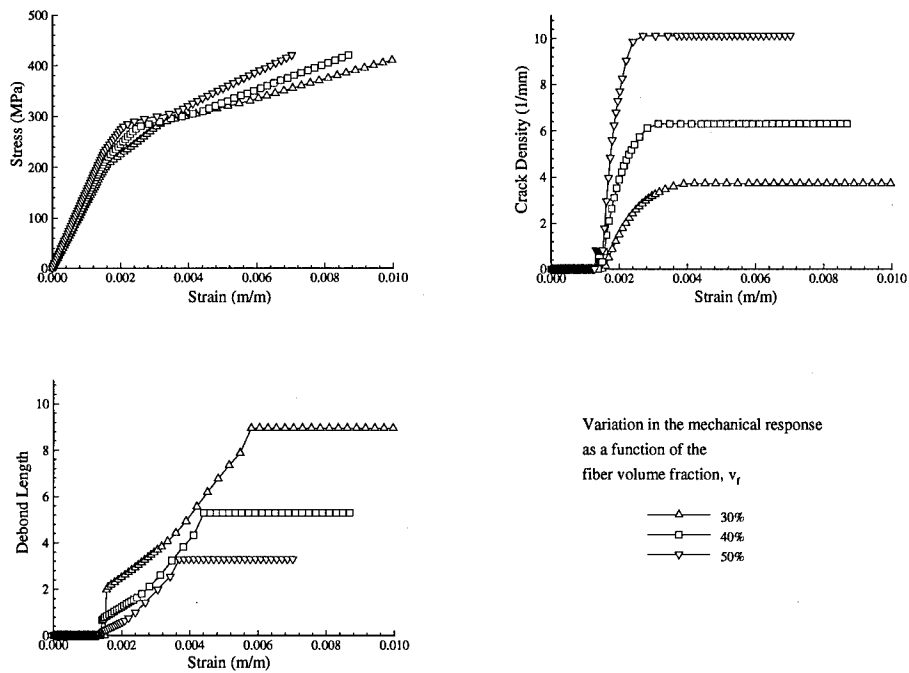 500
400
300
200
100
0
Stress (MPa)
0.000 0.002 0.004 0.006 0.008 0.010
Strain (m/m)
10
8
6
4
2
0
Crack Density (1/mm)
0.000 0.002 0.004 0.006 0.008 0.010
Strain (m/m)
10
8
6
4
2
0
Debond Length
0.000 0.002 0.004 0.006 0.008 0.010
Strain (m/m)
Variation in the mechanical response
as a function of the
fiber volume fraction, vf
30%
40%
50%